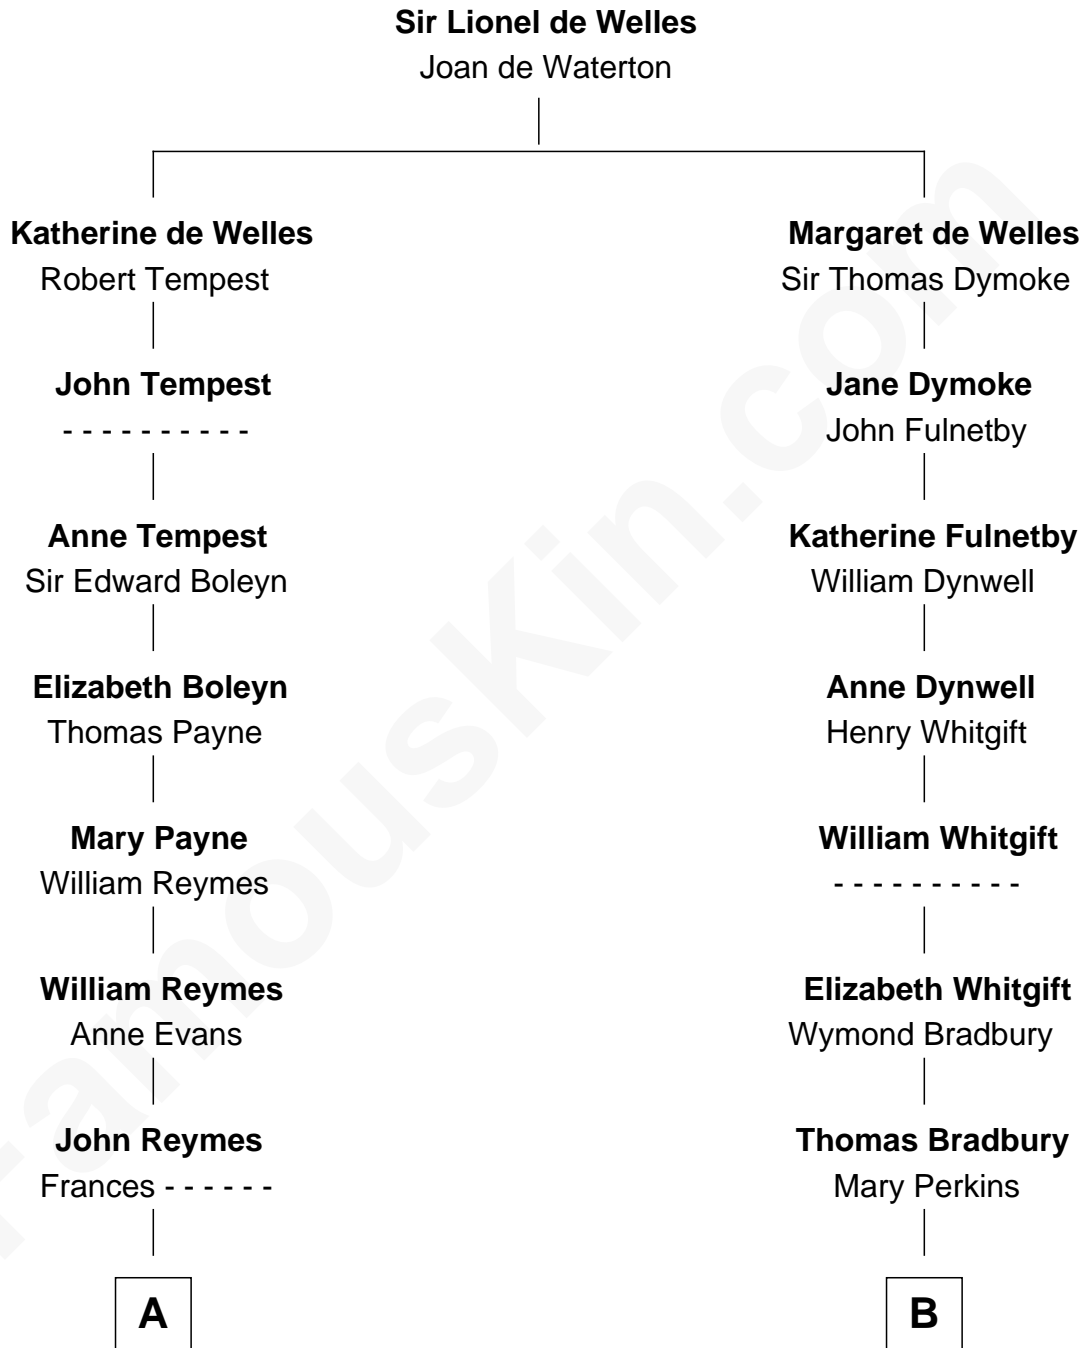 Sir Lionel de Welles
Joan de Waterton
Katherine de Welles
Robert Tempest
Margaret de Welles
Sir Thomas Dymoke
John Tempest
- - - - - - - - - -
Jane Dymoke
John Fulnetby
Anne Tempest
Sir Edward Boleyn
Katherine Fulnetby
William Dynwell
Elizabeth Boleyn
Thomas Payne
Anne Dynwell
Henry Whitgift
Mary Payne
William Reymes
William Whitgift
- - - - - - - - - -
William Reymes
Anne Evans
Elizabeth Whitgift
Wymond Bradbury
John Reymes
Frances - - - - - -
Thomas Bradbury
Mary Perkins
A
B
FamousKin.com